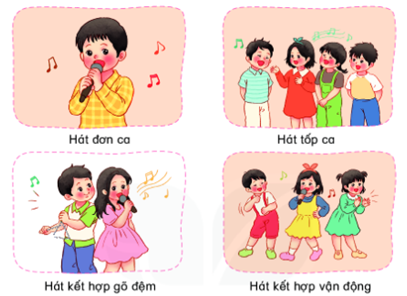 Hát đơn ca
Hát tốp ca
Hát kết hợp gõ đệm
Hát kết hợp vận động